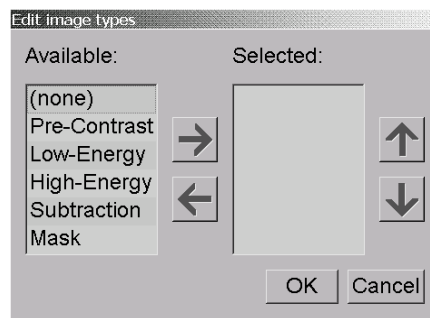 Edit image types
Available:
Selected:
(none)
Pre-Contrast
Low-Energy
High-Energy
Subtraction
Mask
OK
Cancel